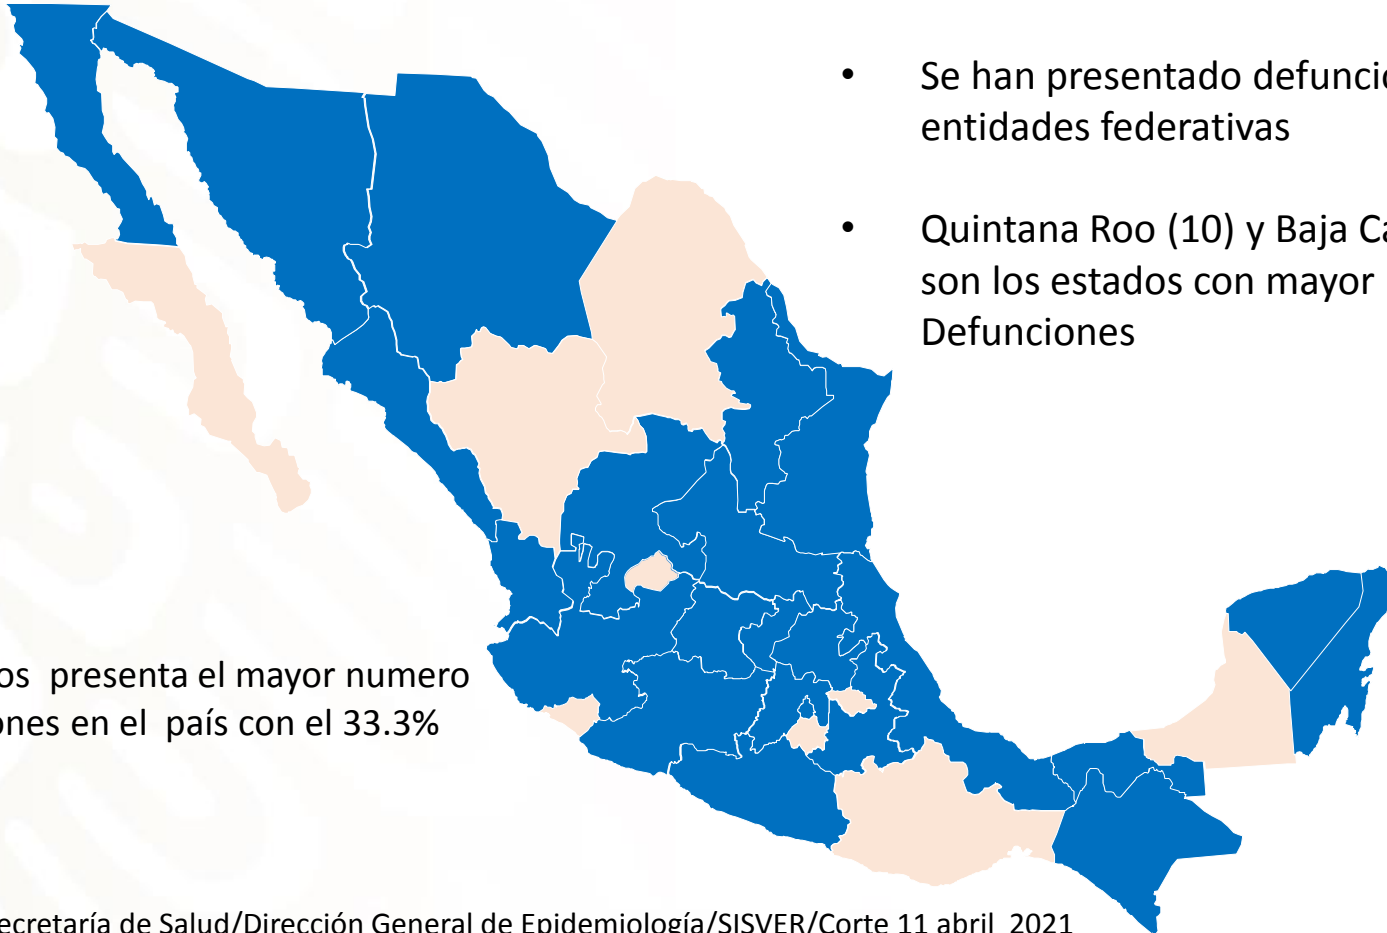 • Se han presentado defuncio
entidades federativas
• Quintana Roo (10) y Baja Ca
son los estados con mayor
Defunciones
os presenta el mayor numero
ones en el país con el 33.3%
ecretaría de Salud/Dirección General de Epidemiología/SISVER/Corte 11 abril 2021